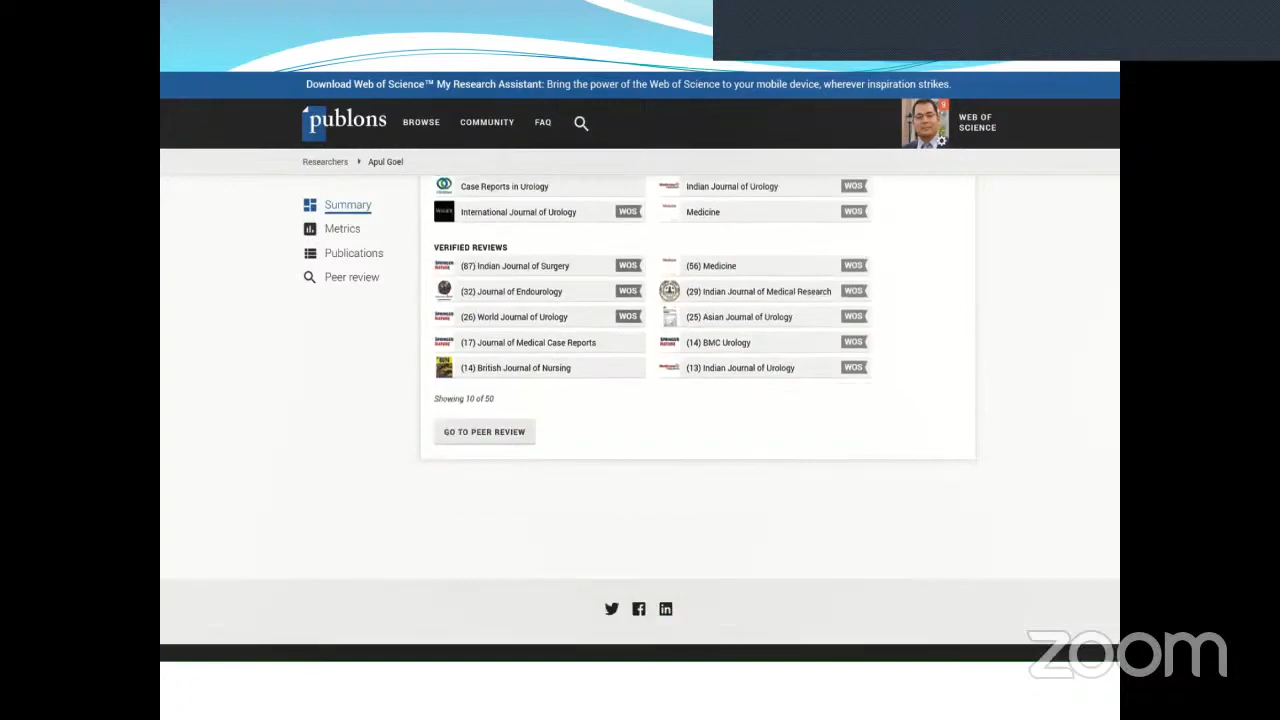 Download Web of Science™ My Research Assistant: Bring the power of the Web of Science to your mobile device, wherever inspiration strikes.
publons BROWSE COMMUNITY FAQ
9
WEB OF
SCIENCE
Researchers Apul Goel
Summary
Metrics
Publications
Peer review
Case Reports in Urology
Indian Journal of Urology WOS
International Journal of Urology WOS
Medicine WOS
VERIFIED REVIEWS
(87) Indian Journal of Surgery WOS
(56) Medicine WOS
(32) Journal of Endourology WOS
(29) Indian Journal of Medical Research WOS
(26) World Journal of Urology WOS
(25) Asian Journal of Urology WOS
(17) Journal of Medical Case Reports
(14) BMC Urology WOS
(14) British Journal of Nursing
(13) Indian Journal of Urology WOS
Showing 10 of 50
GO TO PEER REVIEW
zoom